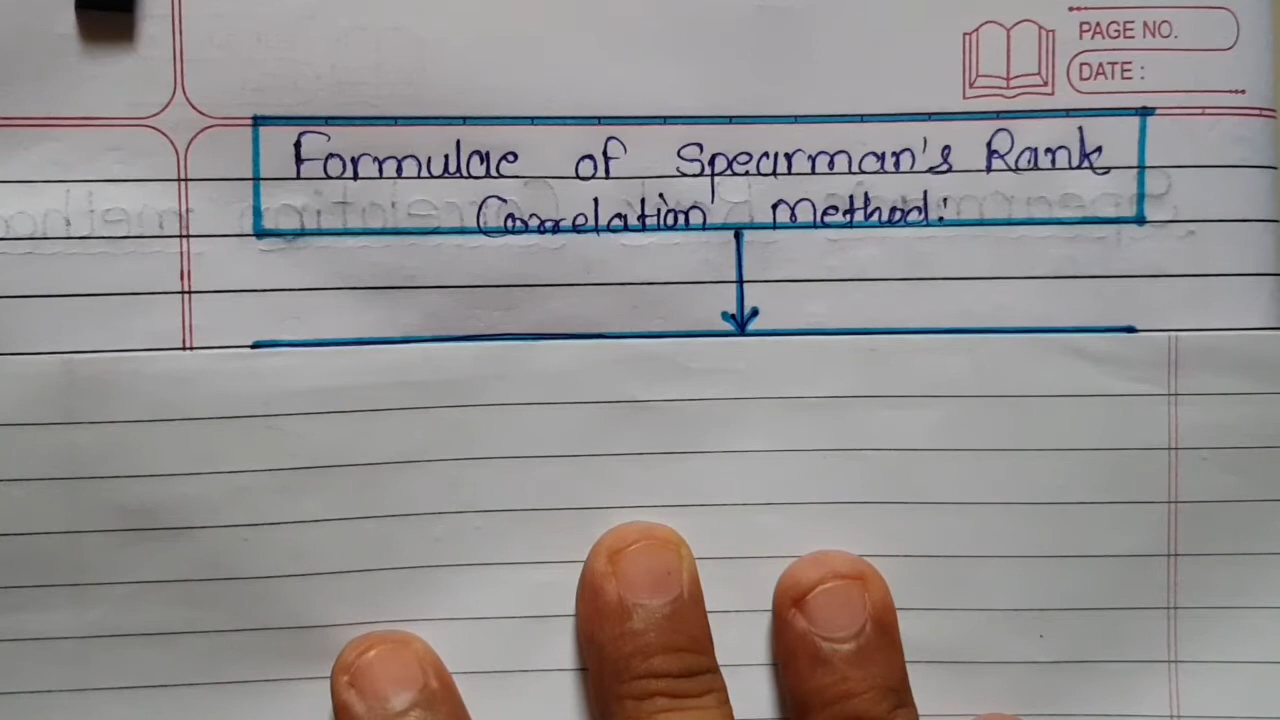 PAGE NO.
DATE :
Formulae of Spearman's Rank
Correlation Method: